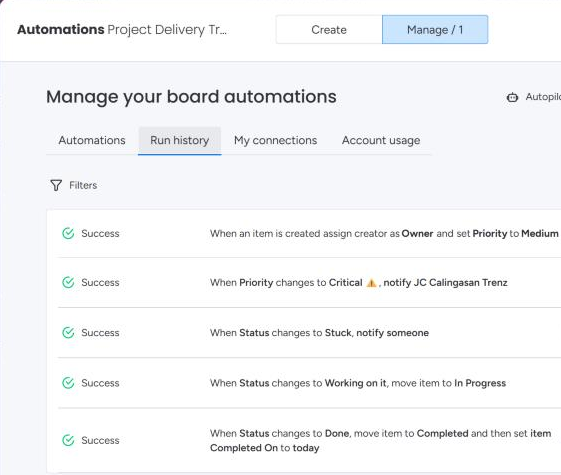 Automations Project Delivery Tr...
Create
Manage / 1
Manage your board automations
Automations
Run history
My connections
Account usage
Filters
Success
When an item is created assign creator as Owner and set Priority to Medium
Success
When Priority changes to Critical ⚠️, notify JC Calingasan Trenz
Success
When Status changes to Stuck, notify someone
Success
When Status changes to Working on it, move item to In Progress
Success
When Status changes to Done, move item to Completed and then set item
Completed On to today